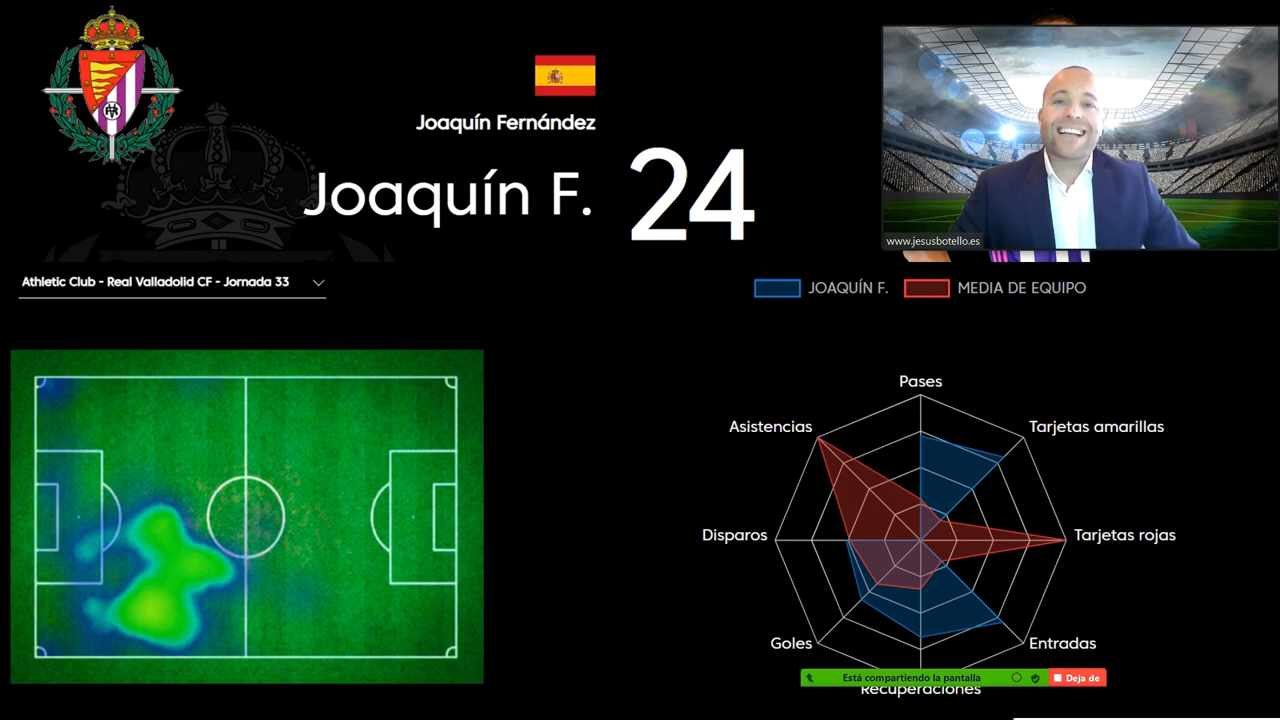 Joaquín Fernández
Joaquín F.
24
www.jesusbotello.es
Athletic Club - Real Valladolid CF - Jornada 33
JOAQUÍN F.
MEDIA DE EQUIPO
Pases
Asistencias
Tarjetas amarillas
Disparos
Tarjetas rojas
Goles
Entradas
Está compartiendo la pantalla
Deja de
Recuperaciones